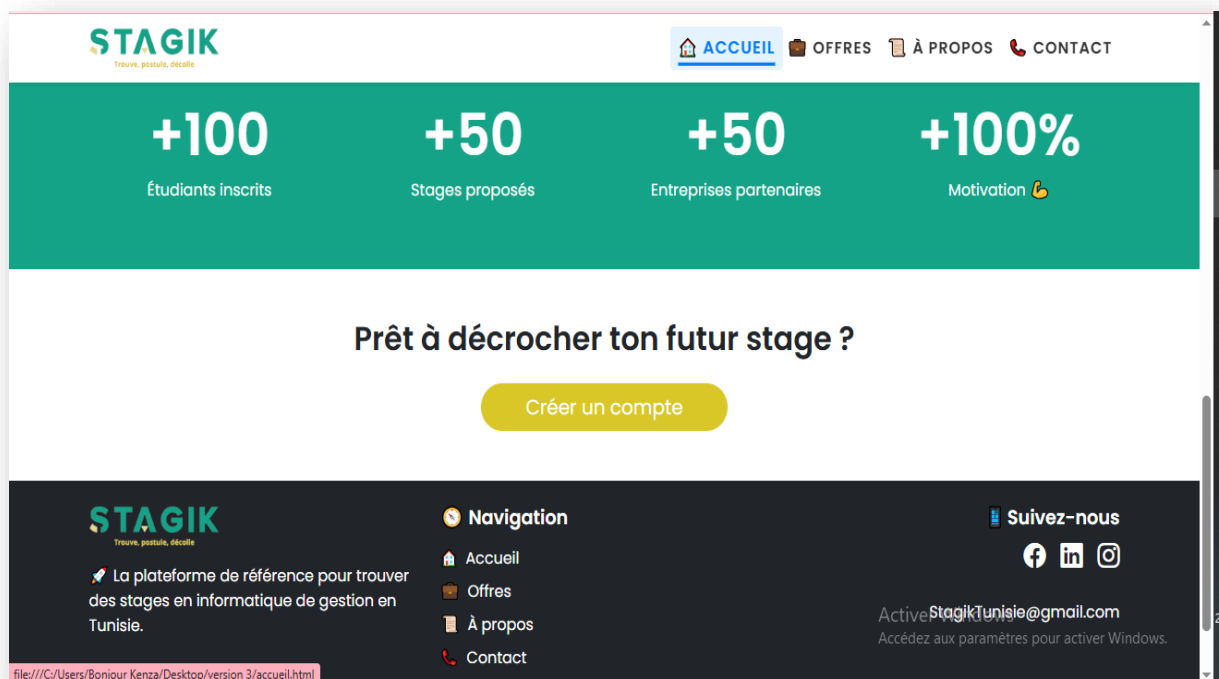 STAGIK
Trouve, postule, décolle
🏠 ACCUEIL 💼 OFFRES 📜 À PROPOS 📞 CONTACT
+100 +50 +50 +100%
Étudiants inscrits Stages proposés Entreprises partenaires Motivation 💪
Prêt à décrocher ton futur stage ?
Créer un compte
STAGIK
Trouve, postule, décolle
🚀 La plateforme de référence pour trouver
des stages en informatique de gestion en
Tunisie.
🧭 Navigation
🏠 Accueil
💼 Offres
📜 À propos
📞 Contact
📱 Suivez-nous
StagikTunisie@gmail.com
Activer Windows
Accédez aux paramètres pour activer Windows.
file:///C:/Users/Bonjour Kenza/Desktop/version 3/accueil.html
2